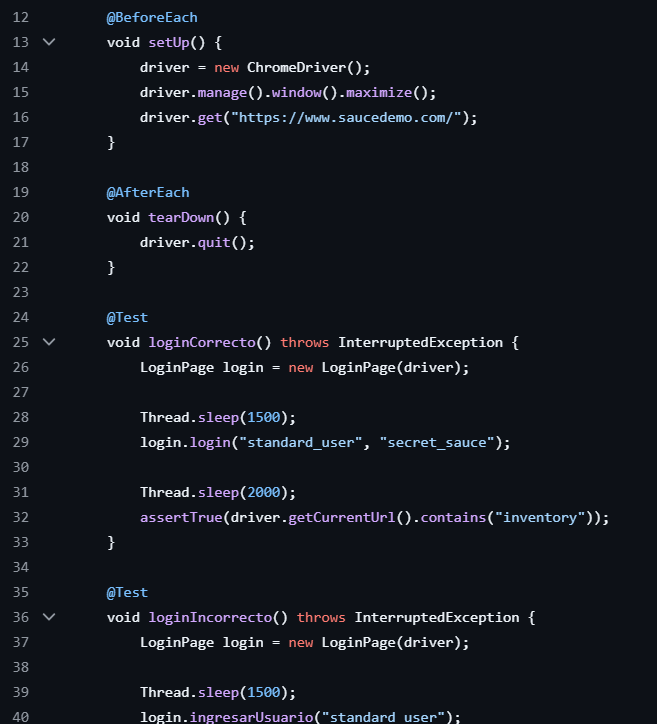 12 @BeforeEach
13 void setUp() {
14 driver = new ChromeDriver();
15 driver.manage().window().maximize();
16 driver.get("https://www.saucedemo.com/");
17 }
18
19 @AfterEach
20 void tearDown() {
21 driver.quit();
22 }
23
24 @Test
25 void loginCorrecto() throws InterruptedException {
26 LoginPage login = new LoginPage(driver);
27
28 Thread.sleep(1500);
29 login.login("standard_user", "secret_sauce");
30
31 Thread.sleep(2000);
32 assertTrue(driver.getCurrentUrl().contains("inventory"));
33 }
34
35 @Test
36 void loginIncorrecto() throws InterruptedException {
37 LoginPage login = new LoginPage(driver);
38
39 Thread.sleep(1500);
40 login.ingresarUsuario("standard_user");